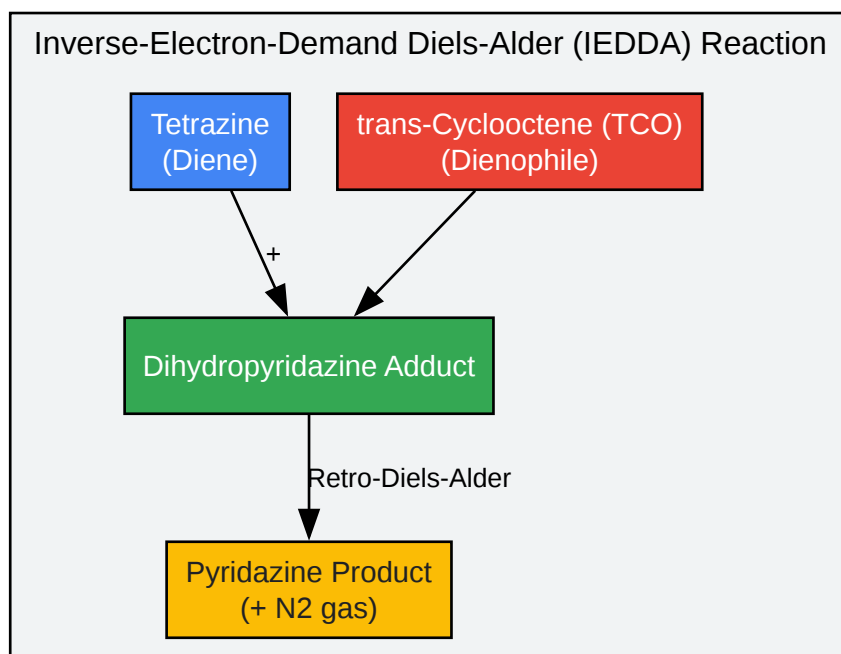 Inverse-Electron-Demand Diels-Alder (IEDDA) Reaction
Tetrazine
(Diene)
trans-Cyclooctene (TCO)
(Dienophile)
+
Dihydropyridazine Adduct
Retro-Diels-Alder
Pyridazine Product
(+ N2 gas)